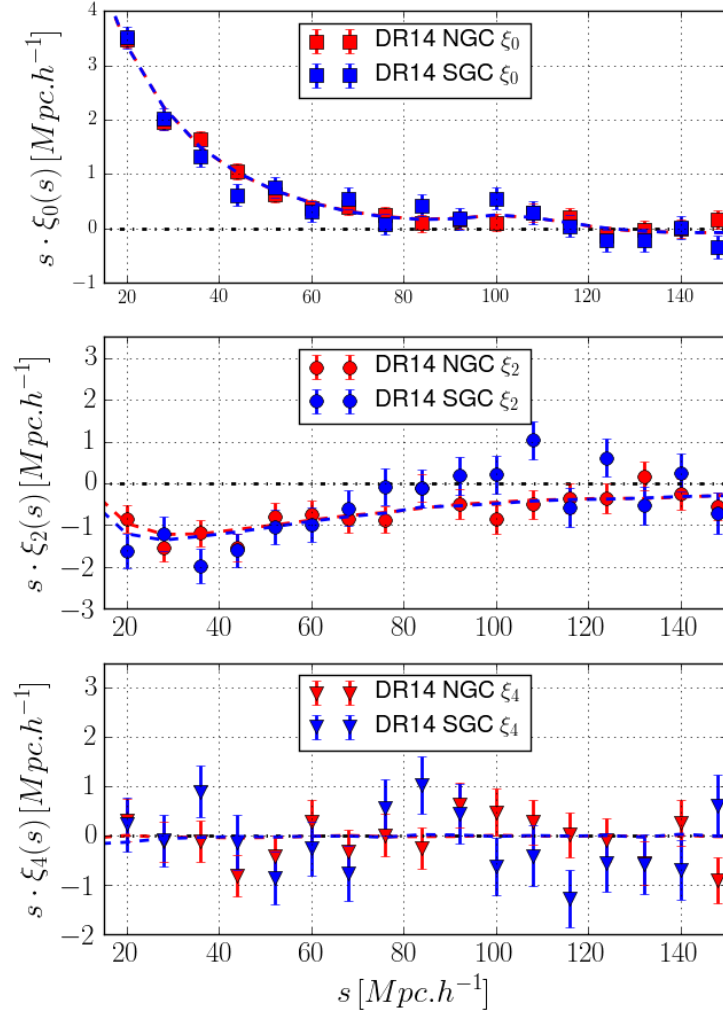 4
3
2
1
0
−1
s · ξ₀(s) [Mpc.h⁻¹]
DR14 NGC ξ₀
DR14 SGC ξ₀
20 40 60 80 100 120 140
3
2
1
0
−1
−2
−3
s · ξ₂(s) [Mpc.h⁻¹]
DR14 NGC ξ₂
DR14 SGC ξ₂
20 40 60 80 100 120 140
3
2
1
0
−1
−2
s · ξ₄(s) [Mpc.h⁻¹]
DR14 NGC ξ₄
DR14 SGC ξ₄
20 40 60 80 100 120 140
s [Mpc.h⁻¹]